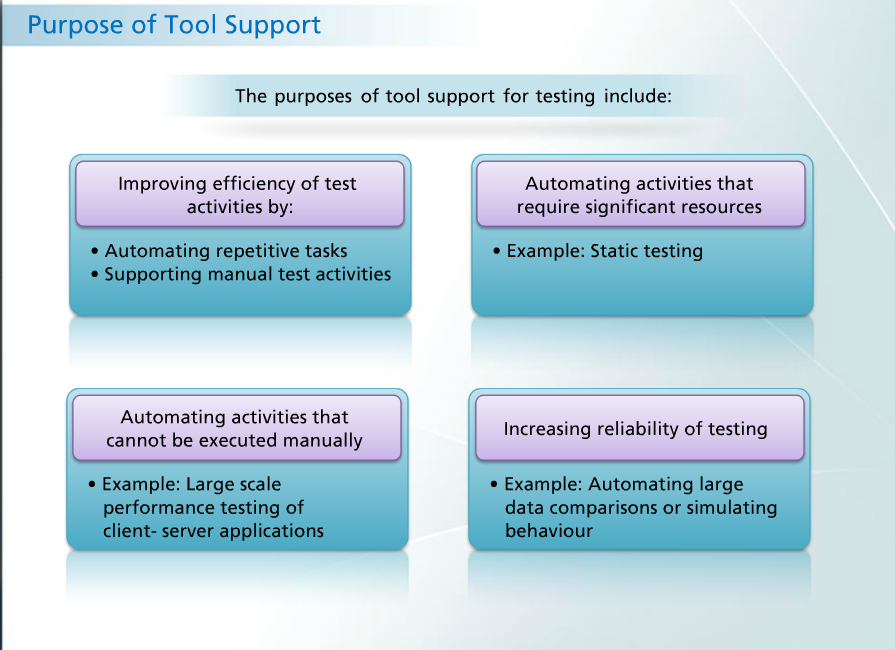 Purpose of Tool Support
The purposes of tool support for testing include:
Improving efficiency of test
activities by:
• Automating repetitive tasks
• Supporting manual test activities
Automating activities that
require significant resources
• Example: Static testing
Automating activities that
cannot be executed manually
• Example: Large scale
performance testing of
client- server applications
Increasing reliability of testing
• Example: Automating large
data comparisons or simulating
behaviour